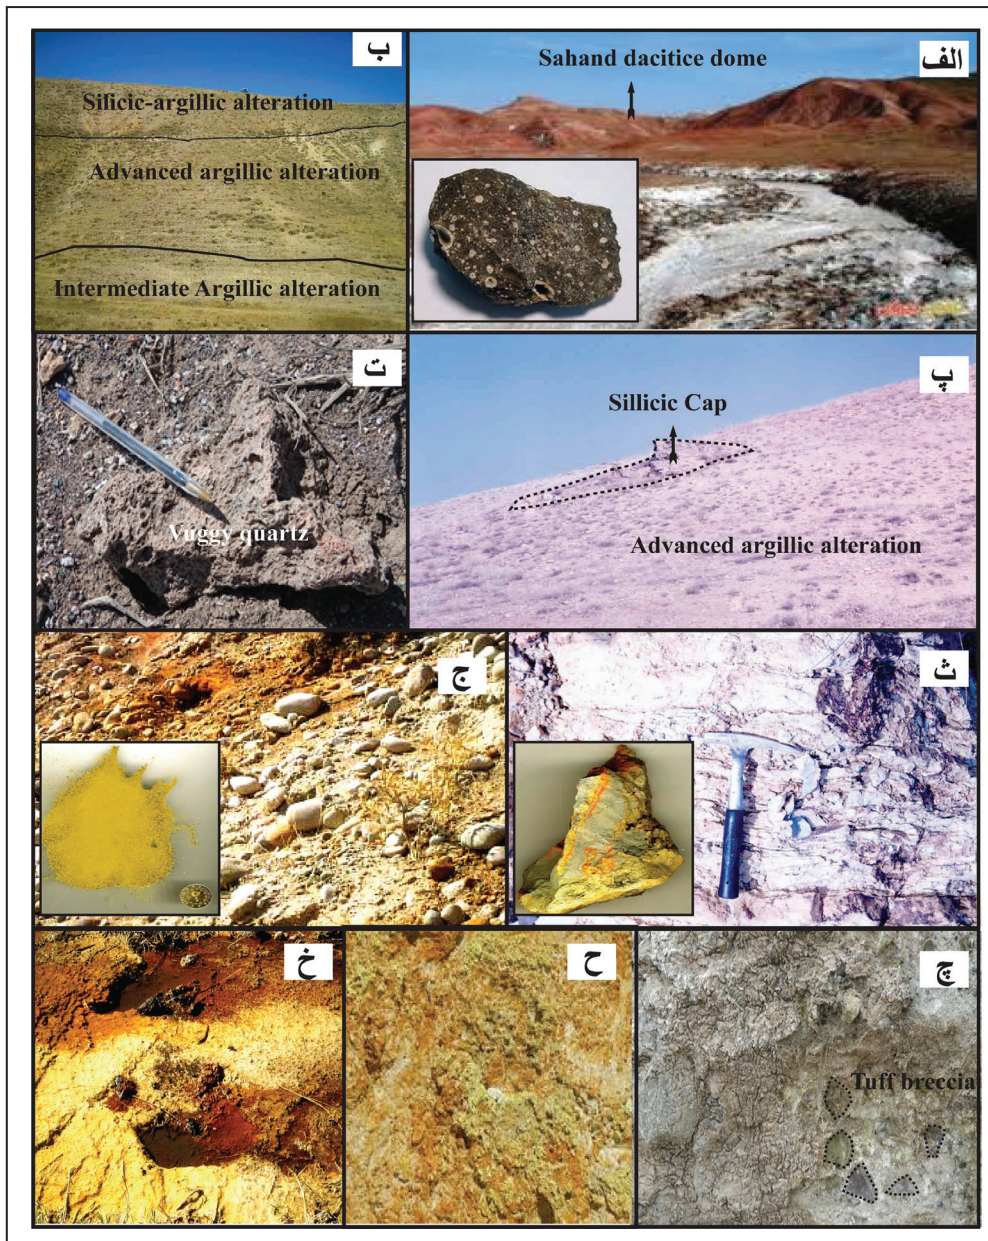 الف
Sahand dacitice dome
ب
Silicic-argillic alteration
Advanced argillic alteration
Intermediate Argillic alteration
پ
Sillicic Cap
Advanced argillic alteration
ت
Vuggy quartz
ث
ج
چ
Tuff breccia
ح
خ